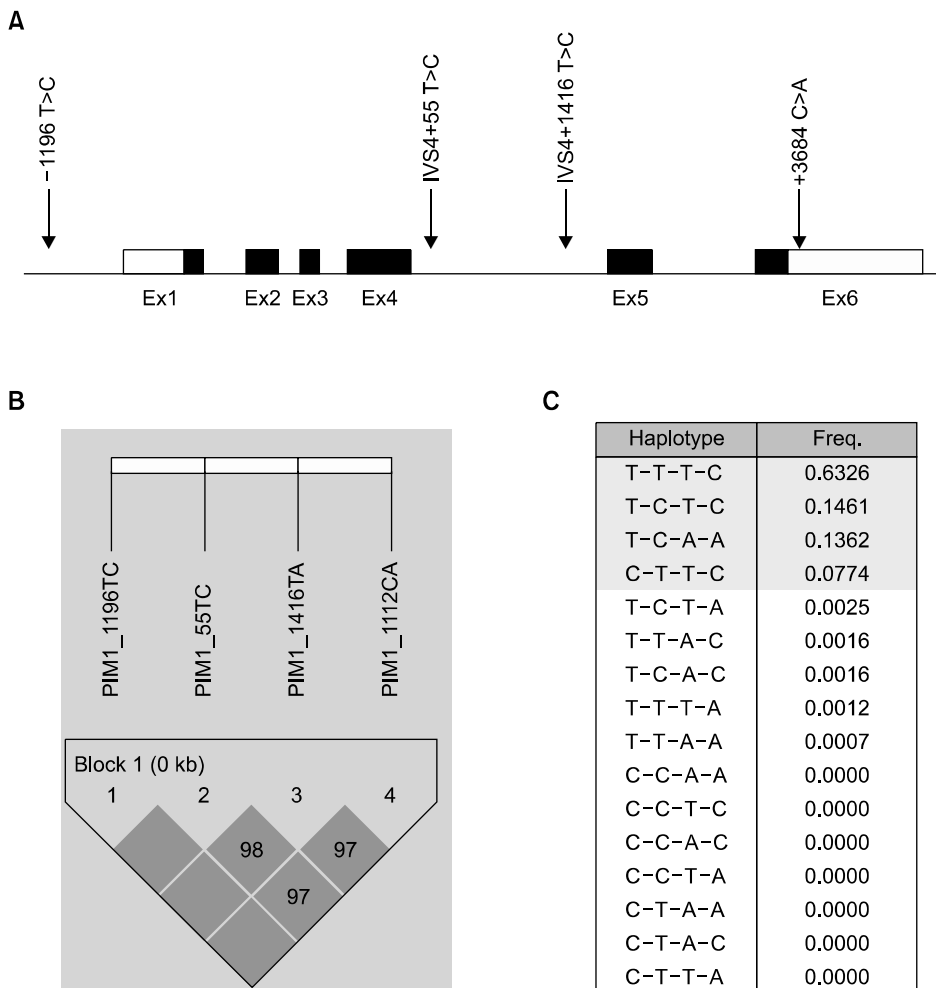 A
−1196 T>C
IVS4+55 T>C
IVS4+1416 T>C
+3684 C>A
Ex1 Ex2 Ex3 Ex4 Ex5 Ex6
B
PIM1_1196TC
PIM1_55TC
PIM1_1416TA
PIM1_1112CA
Block 1 (0 kb)
1 2 3 4
98 97
97
C
Haplotype Freq.
T−T−T−C 0.6326
T−C−T−C 0.1461
T−C−A−A 0.1362
C−T−T−C 0.0774
T−C−T−A 0.0025
T−T−A−C 0.0016
T−C−A−C 0.0016
T−T−T−A 0.0012
T−T−A−A 0.0007
C−C−A−A 0.0000
C−C−T−C 0.0000
C−C−A−C 0.0000
C−C−T−A 0.0000
C−T−A−A 0.0000
C−T−A−C 0.0000
C−T−T−A 0.0000